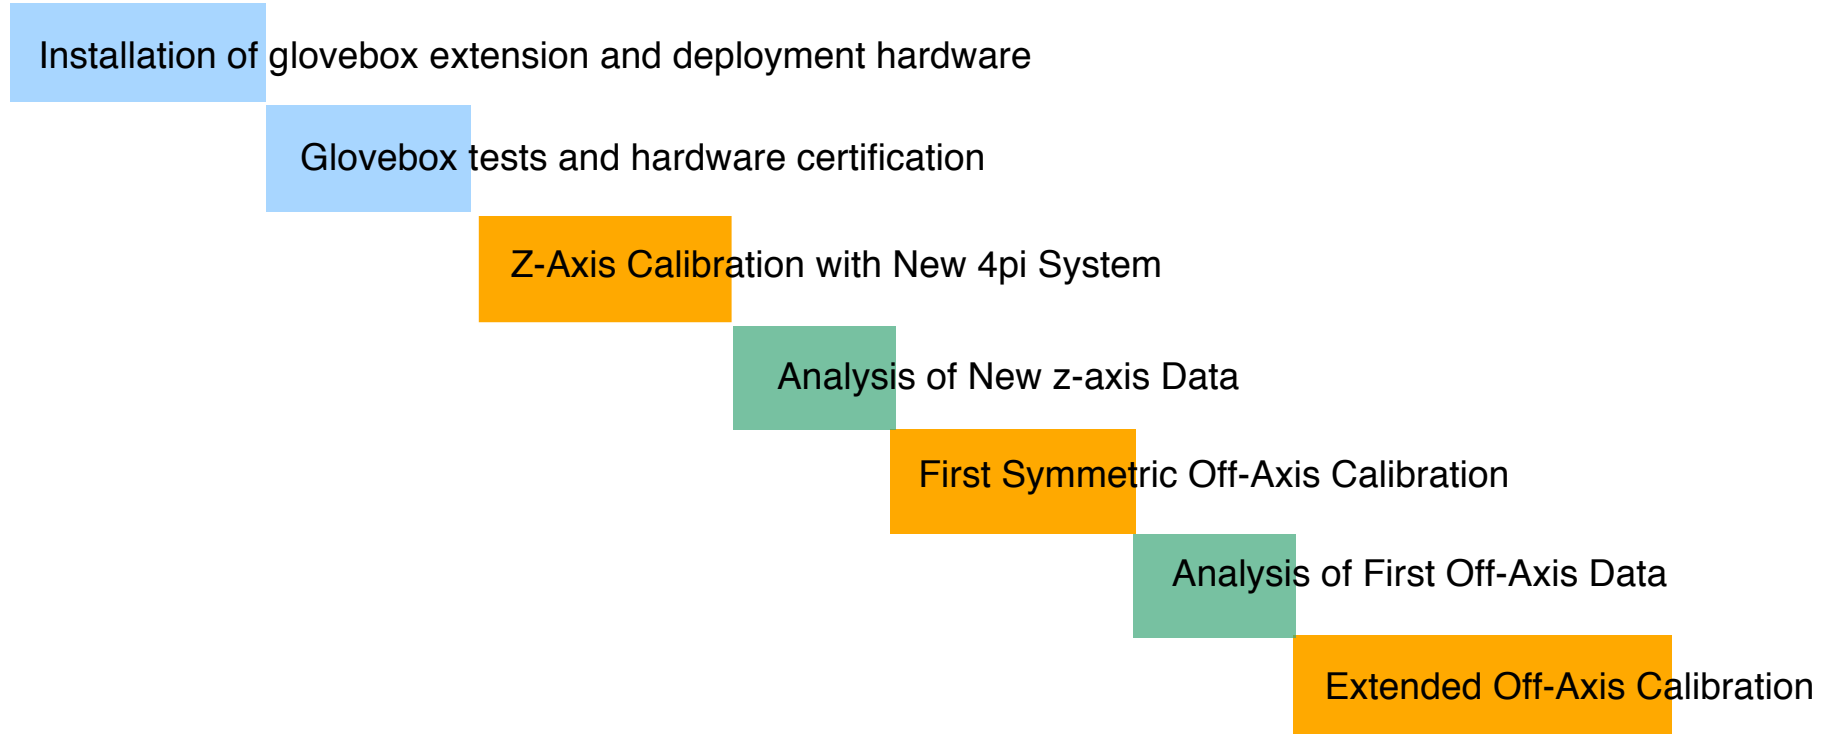 Installation of glovebox extension and deployment hardware
Glovebox tests and hardware certification
Z-Axis Calibration with New 4pi System
Analysis of New z-axis Data
First Symmetric Off-Axis Calibration
Analysis of First Off-Axis Data
Extended Off-Axis Calibration